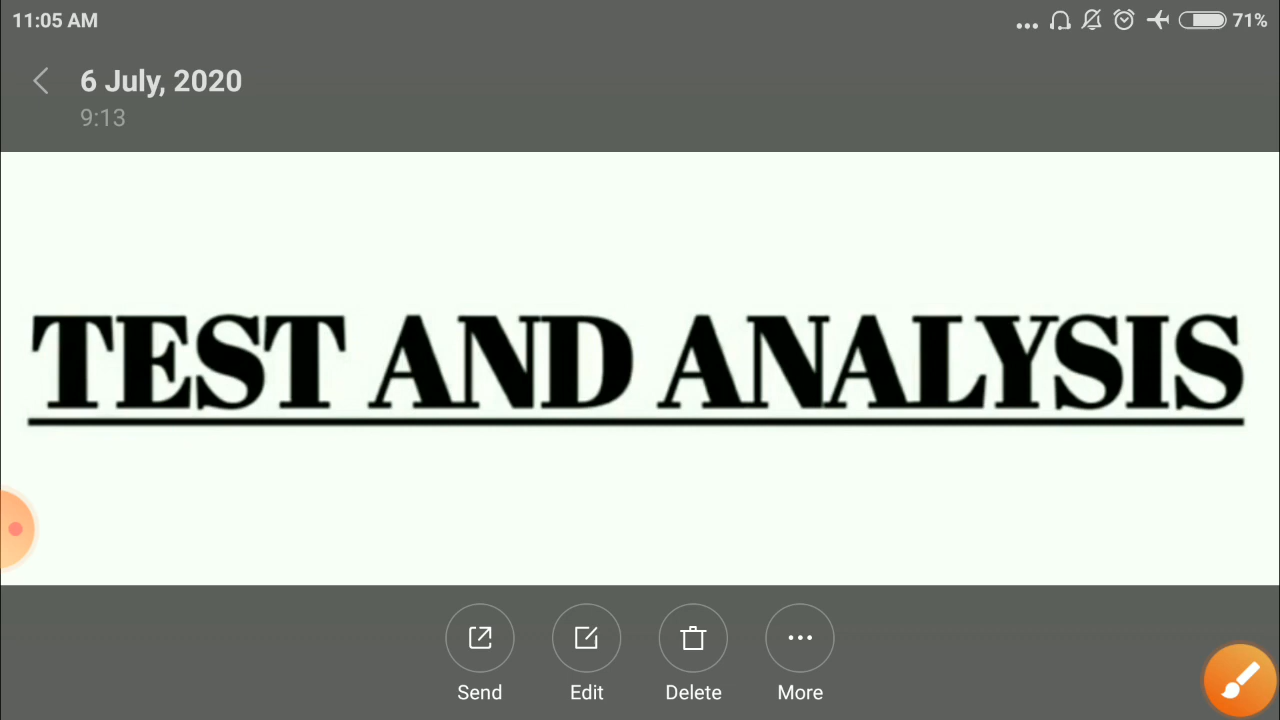 11:05 AM
71%
6 July, 2020
9:13
TEST AND ANALYSIS
Send Edit Delete More